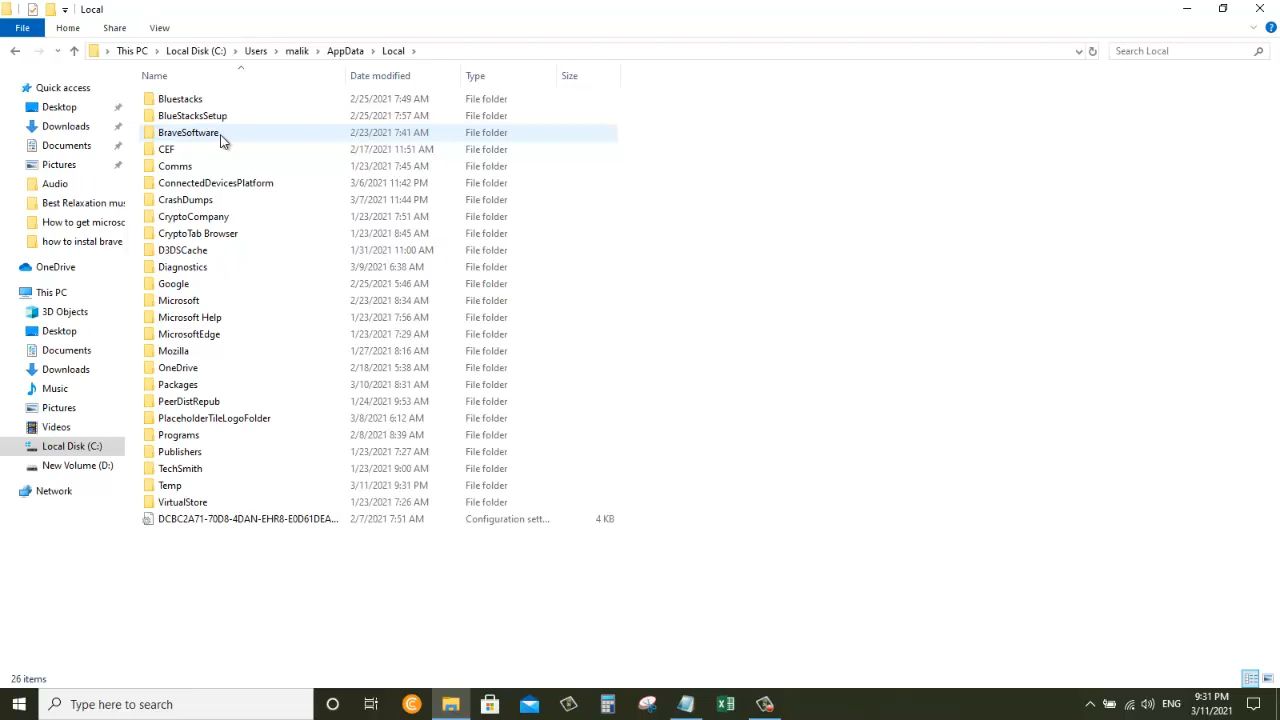 Local
File Home Share View
This PC Local Disk (C:) Users malik AppData Local Search Local
Name Date modified Type Size
Quick access
Desktop
Downloads
Documents
Pictures
Audio
Best Relaxation mus
How to get microsc
how to instal brave
OneDrive
This PC
3D Objects
Desktop
Documents
Downloads
Music
Pictures
Videos
Local Disk (C:)
New Volume (D:)
Network
Bluestacks 2/25/2021 7:49 AM File folder
BlueStacksSetup 2/25/2021 7:57 AM File folder
BraveSoftware 2/23/2021 7:41 AM File folder
CEF 2/17/2021 11:51 AM File folder
Comms 1/23/2021 7:45 AM File folder
ConnectedDevicesPlatform 3/6/2021 11:42 PM File folder
CrashDumps 3/7/2021 11:44 PM File folder
CryptoCompany 1/23/2021 7:51 AM File folder
CryptoTab Browser 1/23/2021 8:45 AM File folder
D3DSCache 1/31/2021 11:00 AM File folder
Diagnostics 3/9/2021 6:38 AM File folder
Google 2/25/2021 5:46 AM File folder
Microsoft 2/23/2021 8:34 AM File folder
Microsoft Help 1/23/2021 7:56 AM File folder
MicrosoftEdge 1/23/2021 7:29 AM File folder
Mozilla 1/27/2021 8:16 AM File folder
OneDrive 2/18/2021 5:38 AM File folder
Packages 3/10/2021 8:31 AM File folder
PeerDistRepub 1/24/2021 9:53 AM File folder
PlaceholderTileLogoFolder 3/8/2021 6:12 AM File folder
Programs 2/8/2021 8:39 AM File folder
Publishers 1/23/2021 7:27 AM File folder
TechSmith 1/23/2021 9:00 AM File folder
Temp 3/11/2021 9:31 PM File folder
VirtualStore 1/23/2021 7:26 AM File folder
DCBC2A71-70D8-4DAN-EHR8-E0D61DEA... 2/7/2021 7:51 AM Configuration sett... 4 KB
26 items
Type here to search
ENG
9:31 PM
3/11/2021